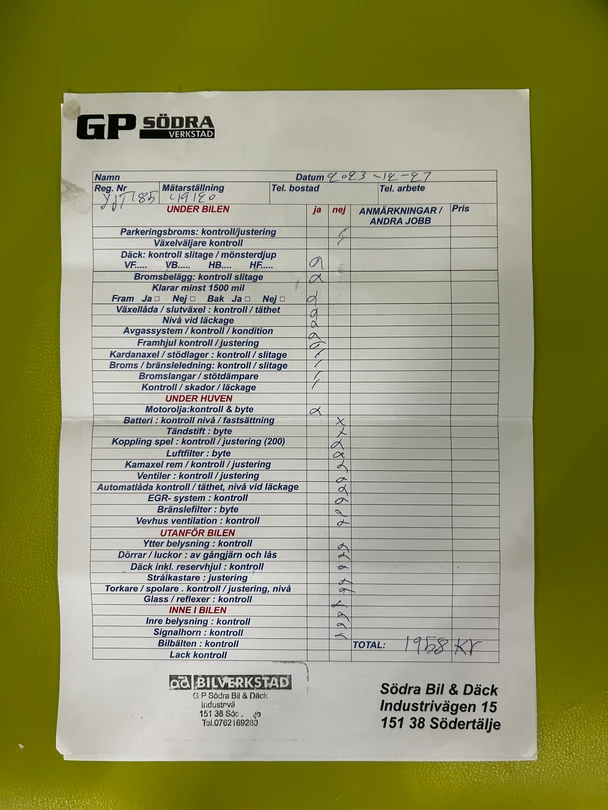 GP SÖDRA
VERKSTAD
Namn Datum 2023-12-27
Reg. Nr Mätarställning Tel. bostad Tel. arbete
UNDER BILEN ja nej ANMÄRKNINGAR / ANDRA JOBB Pris
Parkeringsbroms: kontroll/justering
Växelväljare kontroll
Däck: kontroll slitage / mönsterdjup
VF..... VB..... HB..... HF.....
Bromsbelägg: kontroll slitage
Klarar minst 1500 mil
Fram Ja □ Nej □ Bak Ja □ Nej □
Växellåda / slutväxel : kontroll / täthet
Nivå vid läckage
Avgassystem / kontroll / kondition
Framhjul kontroll / justering
Kardanaxel / stödlager : kontroll / slitage
Broms / bränsleledning: kontroll / slitage
Bromslangar / stötdämpare
Kontroll / skador / läckage
UNDER HUVEN
Motorolja:kontroll & byte
Batteri : kontroll nivå / fastsättning
Tändstift : byte
Koppling spel : kontroll / justering (200)
Luftfilter : byte
Kamaxel rem / kontroll / justering
Ventiler : kontroll / justering
Automatlåda / kontroll / täthet, nivå vid läckage
EGR- system : kontroll
Bränslefilter : byte
Vevhus ventilation : kontroll
UTANFÖR BILEN
Ytter belysning : kontroll
Dörrar / luckor : av gångjärn och lås
Däck inkl. reservhjul : kontroll
Strålkastare : justering
Torkare / spolare . kontroll / justering, nivå
Glass / reflexer : kontroll
INNE I BILEN
Inre belysning : kontroll
Signalhorn : kontroll
Bilbälten : kontroll TOTAL: 1958 Kr
Lack kontroll
ad BILVERKSTAD
G P Södra Bil & Däck
151 38
Tel.0762169280
Södra Bil & Däck
Industrivägen 15
151 38 Södertälje